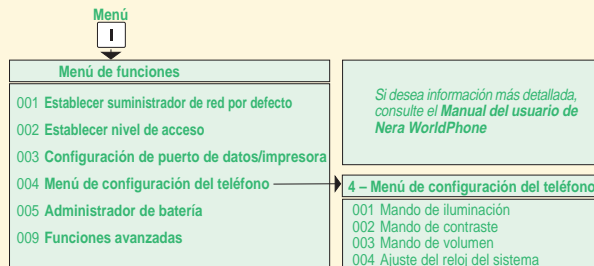 Menú
I
Menú de funciones
001 Establecer suministrador de red por defecto
002 Establecer nivel de acceso
003 Configuración de puerto de datos/impresora
004 Menú de configuración del teléfono
005 Administrador de batería
009 Funciones avanzadas
Si desea información más detallada,
consulte el Manual del usuario de
Nera WorldPhone
4 – Menú de configuración del teléfono
001 Mando de iluminación
002 Mando de contraste
003 Mando de volumen
004 Ajuste del reloj del sistema